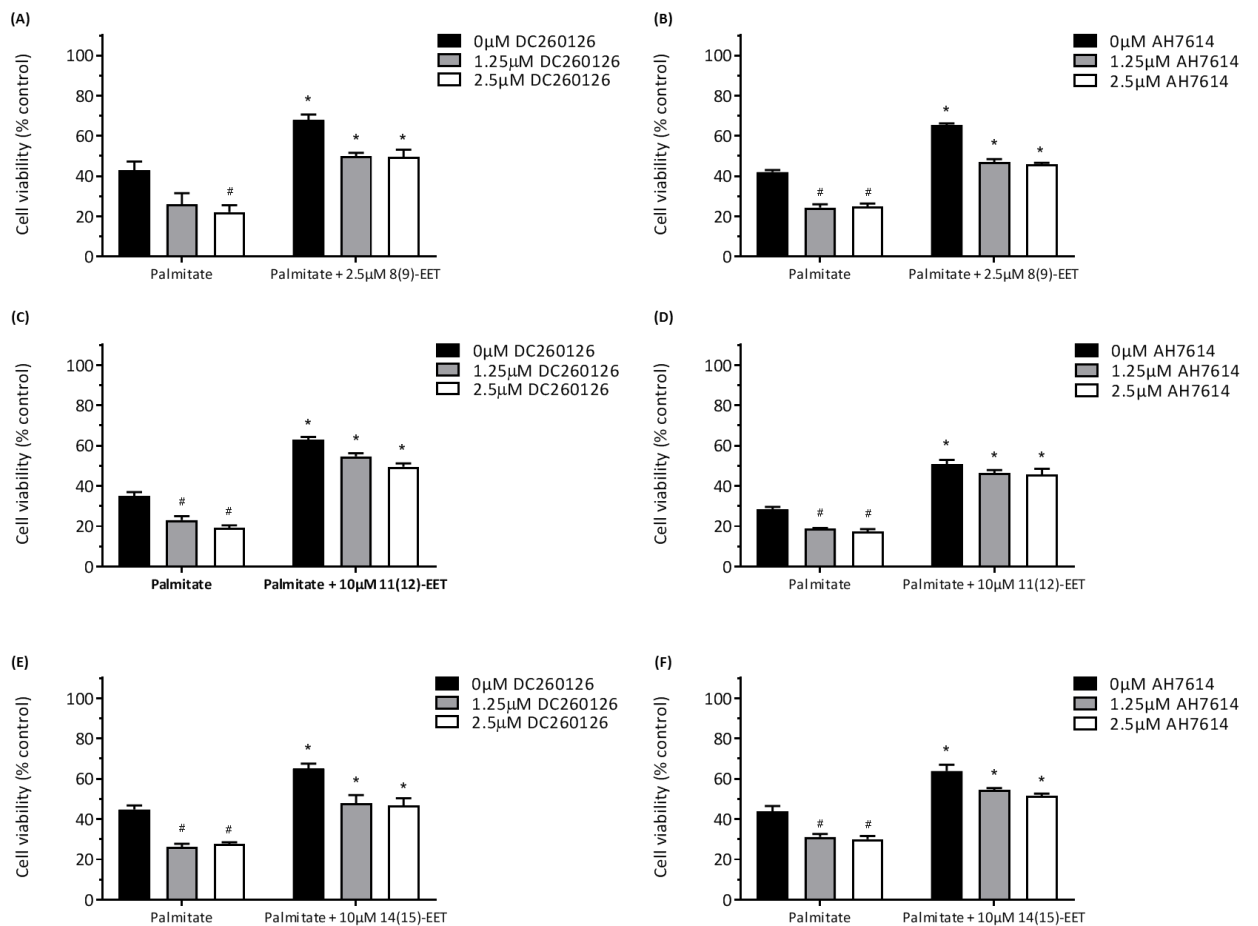 (A)
Cell viability (% control)
100
80
60
40
20
0
0µM DC260126
1.25µM DC260126
2.5µM DC260126
*
*
*
#
Palmitate
Palmitate + 2.5µM 8(9)-EET
(B)
Cell viability (% control)
100
80
60
40
20
0
0µM AH7614
1.25µM AH7614
2.5µM AH7614
*
*
*
#
#
Palmitate
Palmitate + 2.5µM 8(9)-EET
(C)
Cell viability (% control)
100
80
60
40
20
0
0µM DC260126
1.25µM DC260126
2.5µM DC260126
*
*
*
#
#
Palmitate
Palmitate + 10µM 11(12)-EET
(D)
Cell viability (% control)
100
80
60
40
20
0
0µM AH7614
1.25µM AH7614
2.5µM AH7614
*
*
*
#
#
Palmitate
Palmitate + 10µM 11(12)-EET
(E)
Cell viability (% control)
100
80
60
40
20
0
0µM DC260126
1.25µM DC260126
2.5µM DC260126
*
*
*
#
#
Palmitate
Palmitate + 10µM 14(15)-EET
(F)
Cell viability (% control)
100
80
60
40
20
0
0µM AH7614
1.25µM AH7614
2.5µM AH7614
*
*
*
#
#
Palmitate
Palmitate + 10µM 14(15)-EET